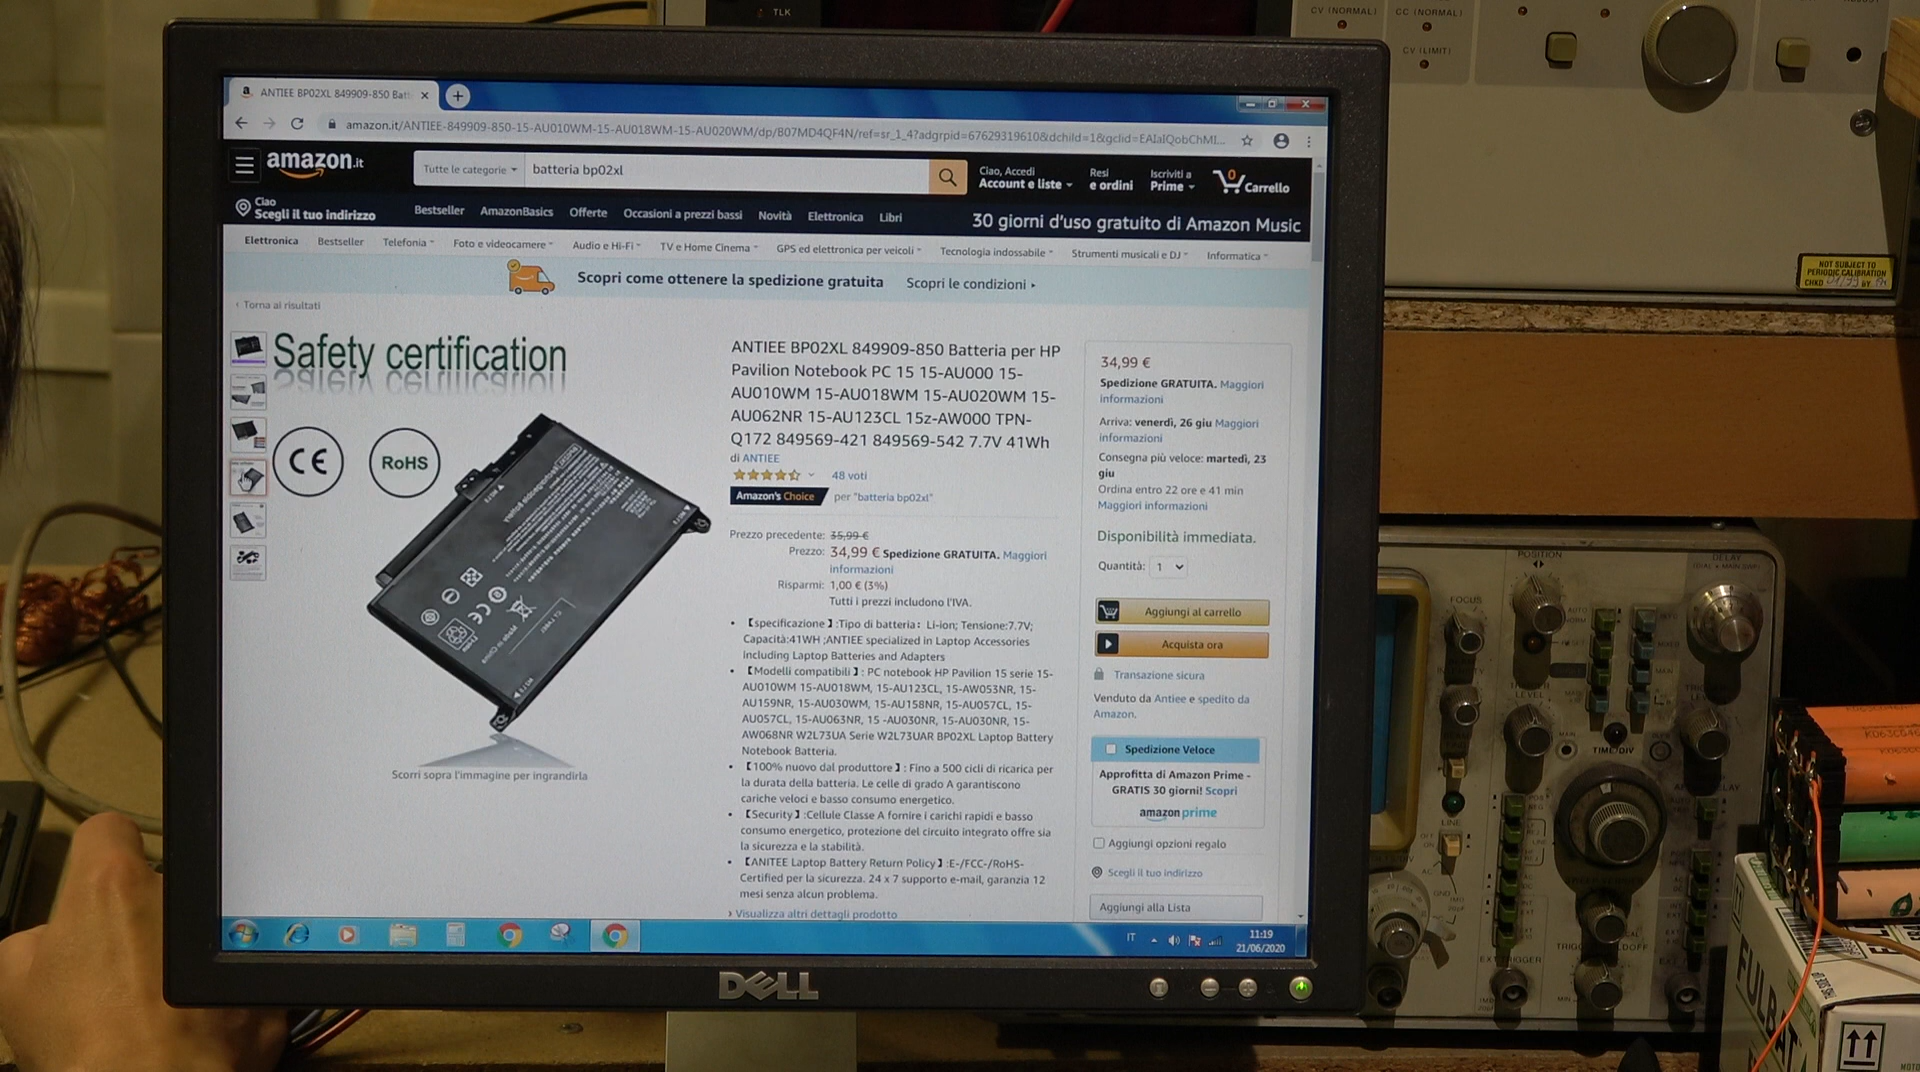 TLK
CV (NORMAL)
CC (NORMAL)
CV (LIMIT)
ANTIEE BP02XL 849909-850 Batt
amazon.it/ANTIEE-849909-850-15-AU010WM-15-AU018WM-15-AU020WM/dp/B07MD4QF4N/ref=sr_1_4?adgrpid=67629319610&dchild=1&gclid=EAIaIQobChMI...
amazon.it
Tutte le categorie
batteria bp02xl
Ciao, Accedi
Account e liste
Resi
e ordini
Iscriviti a
Prime
0
Carrello
Ciao
Scegli il tuo indirizzo
Bestseller AmazonBasics Offerte Occasioni a prezzi bassi Novità Elettronica Libri
30 giorni d'uso gratuito di Amazon Music
Elettronica Bestseller Telefonia Foto e videocamere Audio e Hi-Fi TV e Home Cinema GPS ed elettronica per veicoli Tecnologia indossabile Strumenti musicali e DJ Informatica
Scopri come ottenere la spedizione gratuita Scopri le condizioni ▸
‹ Torna ai risultati
Safety certification
CE
RoHS
Scorri sopra l'immagine per ingrandirla
ANTIEE BP02XL 849909-850 Batteria per HP
Pavilion Notebook PC 15 15-AU000 15-
AU010WM 15-AU018WM 15-AU020WM 15-
AU062NR 15-AU123CL 15z-AW000 TPN-
Q172 849569-421 849569-542 7.7V 41Wh
di ANTIEE
48 voti
Amazon's Choice per "batteria bp02xl"
Prezzo precedente: 35,99 €
Prezzo: 34,99 € Spedizione GRATUITA. Maggiori
informazioni
Risparmi: 1,00 € (3%)
Tutti i prezzi includono l'IVA.
• 【specificazione】:Tipo di batteria: Li-ion; Tensione:7.7V;
Capacità:41WH ;ANTIEE specialized in Laptop Accessories
Including Laptop Batteries and Adapters
• 【Modelli compatibili】: PC notebook HP Pavilion 15 serie 15-
AU010WM 15-AU018WM, 15-AU123CL, 15-AW053NR, 15-
AU159NR, 15-AU030WM, 15-AU158NR, 15-AU057CL, 15-
AU057CL, 15-AU063NR, 15 -AU030NR, 15-AU030NR, 15-
AW068NR W2L73UA Serie W2L73UAR BP02XL Laptop Battery
Notebook Batteria.
• 【100% nuovo dal produttore】: Fino a 500 cicli di ricarica per
la durata della batteria. Le celle di grado A garantiscono
cariche veloci e basso consumo energetico.
• 【Security】:Cellule Classe A fornire i carichi rapidi e basso
consumo energetico, protezione del circuito integrato offre sia
la sicurezza e la stabilità.
• 【ANITEE Laptop Battery Return Policy】:E-/FCC-/RoHS-
Certified per la sicurezza. 24 x 7 supporto e-mail, garanzia 12
mesi senza alcun problema.
› Visualizza altri dettagli prodotto
34,99 €
Spedizione GRATUITA. Maggiori
informazioni
Arriva: venerdì, 26 giu Maggiori
informazioni
Consegna più veloce: martedì, 23
giu
Ordina entro 22 ore e 41 min
Maggiori informazioni
Disponibilità immediata.
Quantità: 1
Aggiungi al carrello
Acquista ora
Transazione sicura
Venduto da Antiee e spedito da
Amazon.
Spedizione Veloce
Approfitta di Amazon Prime -
GRATIS 30 giorni! Scopri
amazon prime
Aggiungi opzioni regalo
Scegli il tuo indirizzo
Aggiungi alla Lista
IT
11:19
21/06/2020
DELL
NOT SUBJECT TO
PERIODIC CALIBRATION
CHKD BY
POSITION
DELAY
FOCUS
LEVEL
TIME/DIV
LINE
EXT TRIGGER
FULBAT